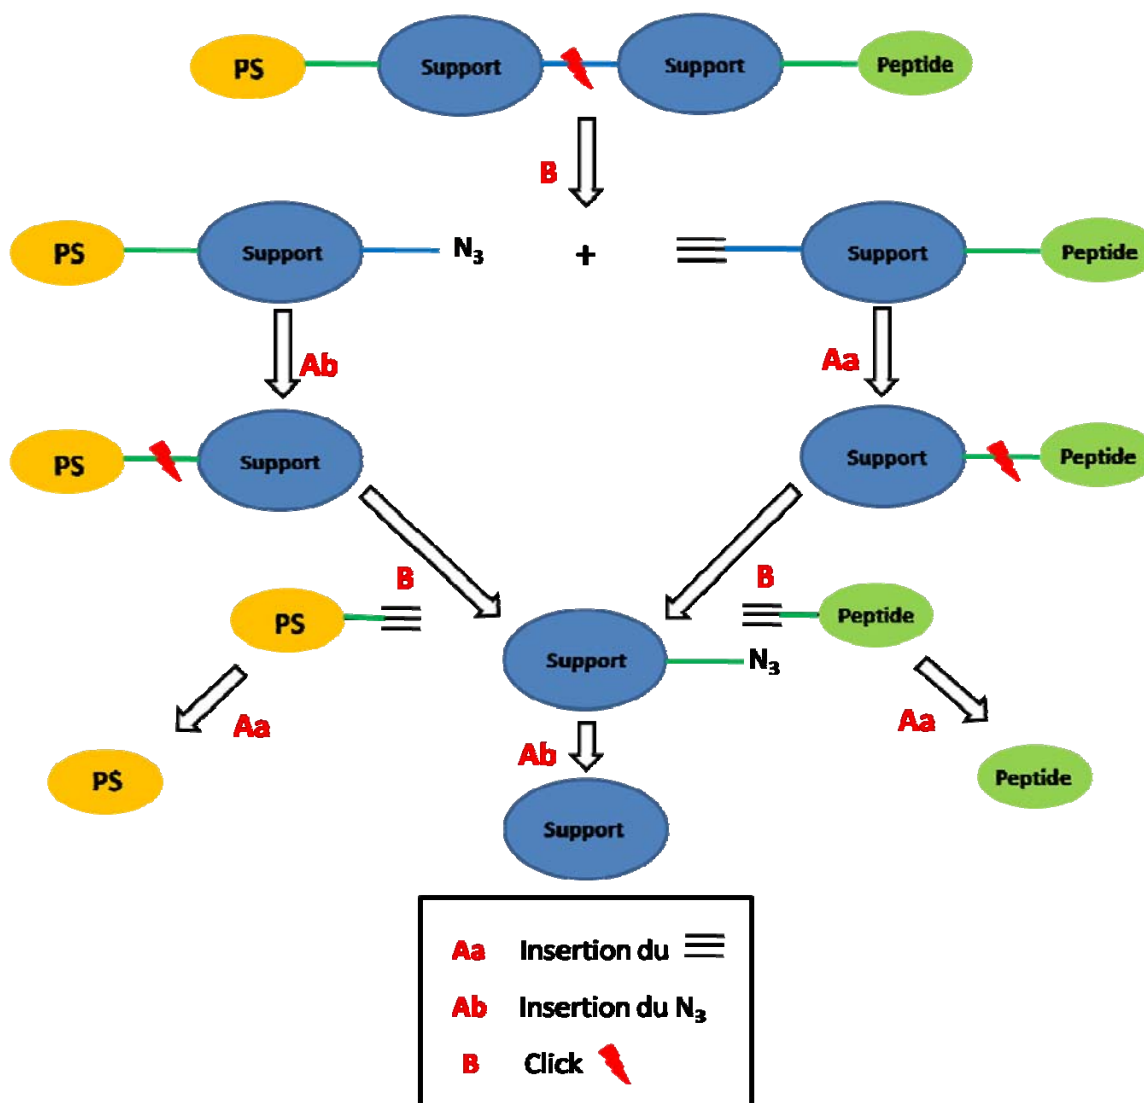 PS Support Support Peptide
B
PS Support N₃ + Support Peptide
Ab Aa
PS Support Support Peptide
B B
PS Peptide
Support N₃
Aa Aa
Ab
PS Peptide
Support
Aa Insertion du
Ab Insertion du N₃
B Click